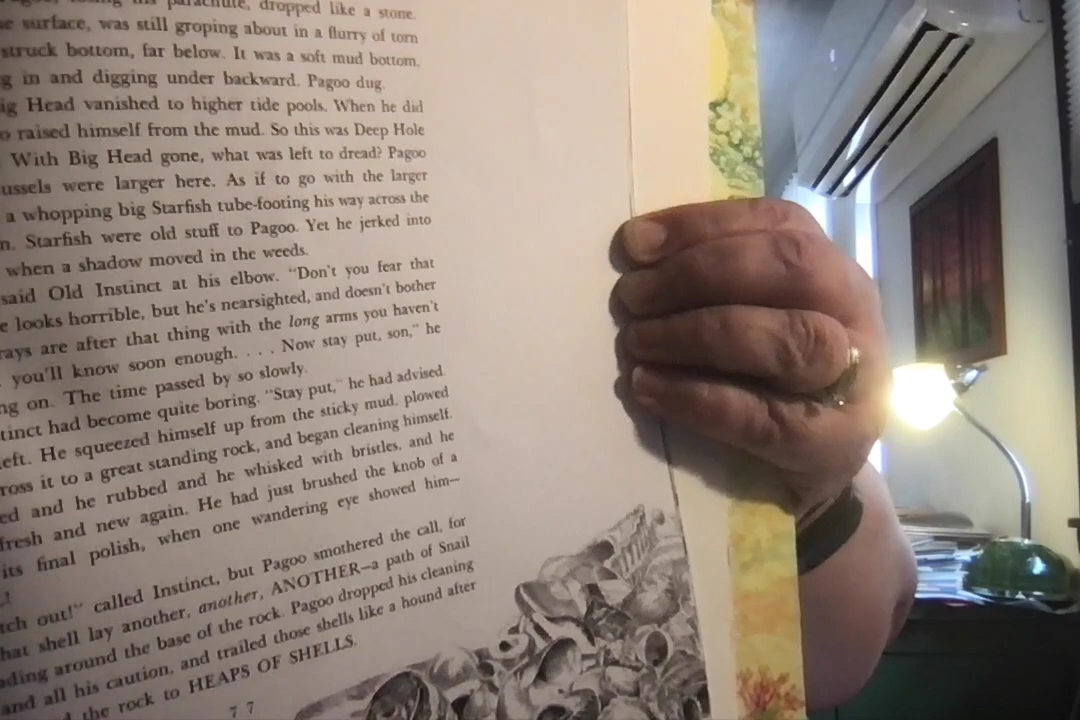 parachute, dropped like a stone.
surface, was still groping about in a flurry of torn
struck bottom, far below. It was a soft mud bottom.
in and digging under backward. Pagoo dug.
Head vanished to higher tide pools. When he did
raised himself from the mud. So this was Deep Hole
With Big Head gone, what was left to dread? Pagoo
ussels were larger here. As if to go with the larger
a whopping big Starfish tube-footing his way across the
n. Starfish were old stuff to Pagoo. Yet he jerked into
when a shadow moved in the weeds.
said Old Instinct at his elbow. "Don't you fear that
e looks horrible, but he's nearsighted, and doesn't bother
rays are after that thing with the long arms you haven't
you'll know soon enough. . . . Now stay put, son," he
ng on. The time passed by so slowly.
tinct had become quite boring. "Stay put," he had advised
left. He squeezed himself up from the sticky mud, plowed
ross it to a great standing rock, and began cleaning himself.
ed and he rubbed and he whisked with bristles, and he
fresh and new again. He had just brushed the knob of a
its final polish, when one wandering eye showed him—
!
tch out!" called Instinct, but Pagoo smothered the call, for
hat shell lay another, another, ANOTHER—a path of Snail
ading around the base of the rock. Pagoo dropped his cleaning
and all his caution, and trailed those shells like a hound after
the rock to HEAPS OF SHELLS.
77